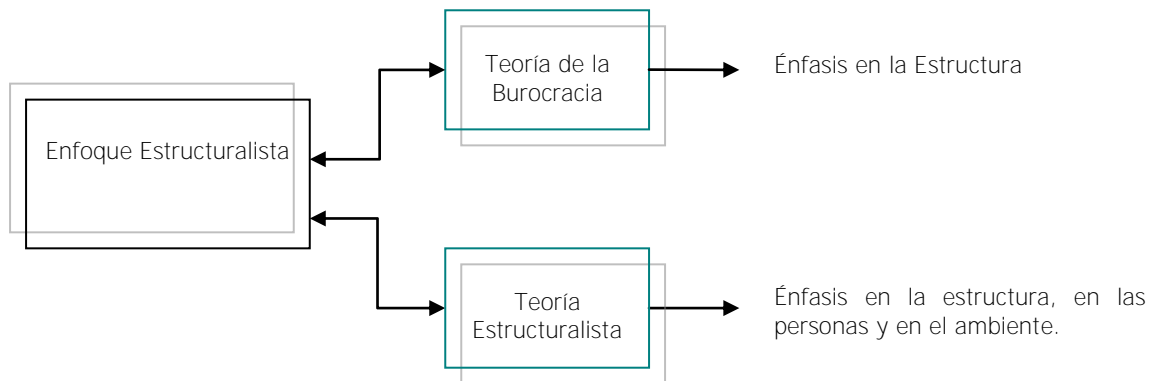 Teoría de la
Burocracia
Énfasis en la Estructura
Enfoque Estructuralista
Teoría
Estructuralista
Énfasis en la estructura, en las
personas y en el ambiente.